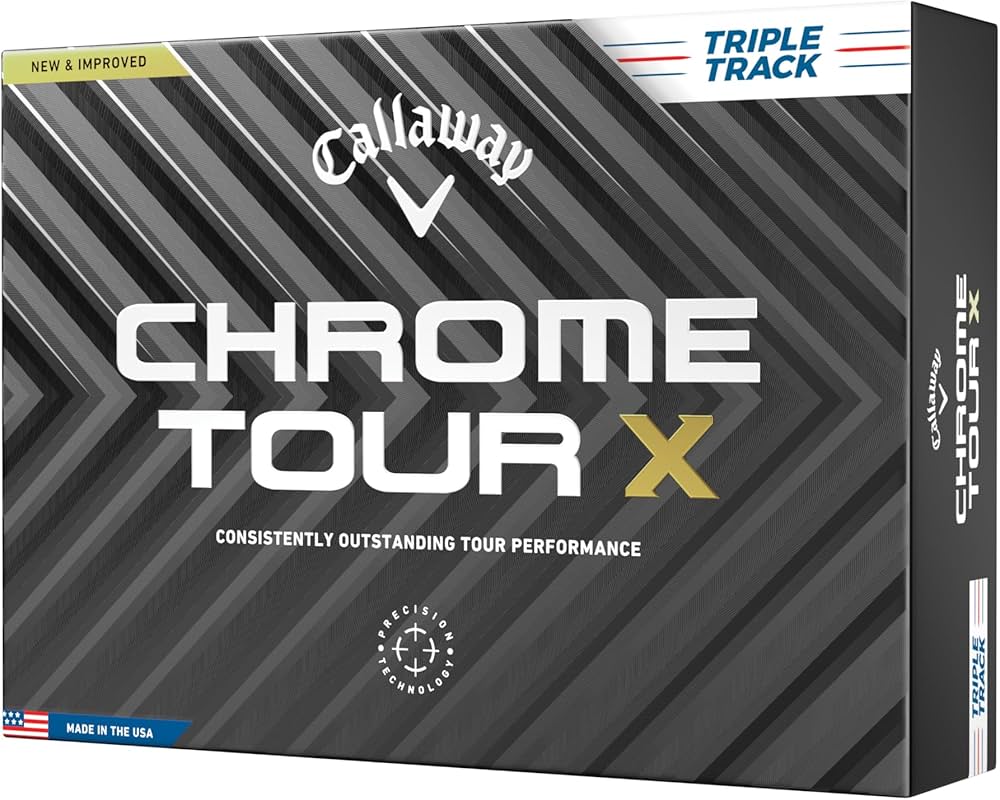 NEW & IMPROVED
TRIPLE
TRACK
Callaway
CHROME
TOUR X
CONSISTENTLY OUTSTANDING TOUR PERFORMANCE
PRECISION
TECHNOLOGY
MADE IN THE USA
Callaway
CHROME
TOUR X
TRIPLE
TRACK